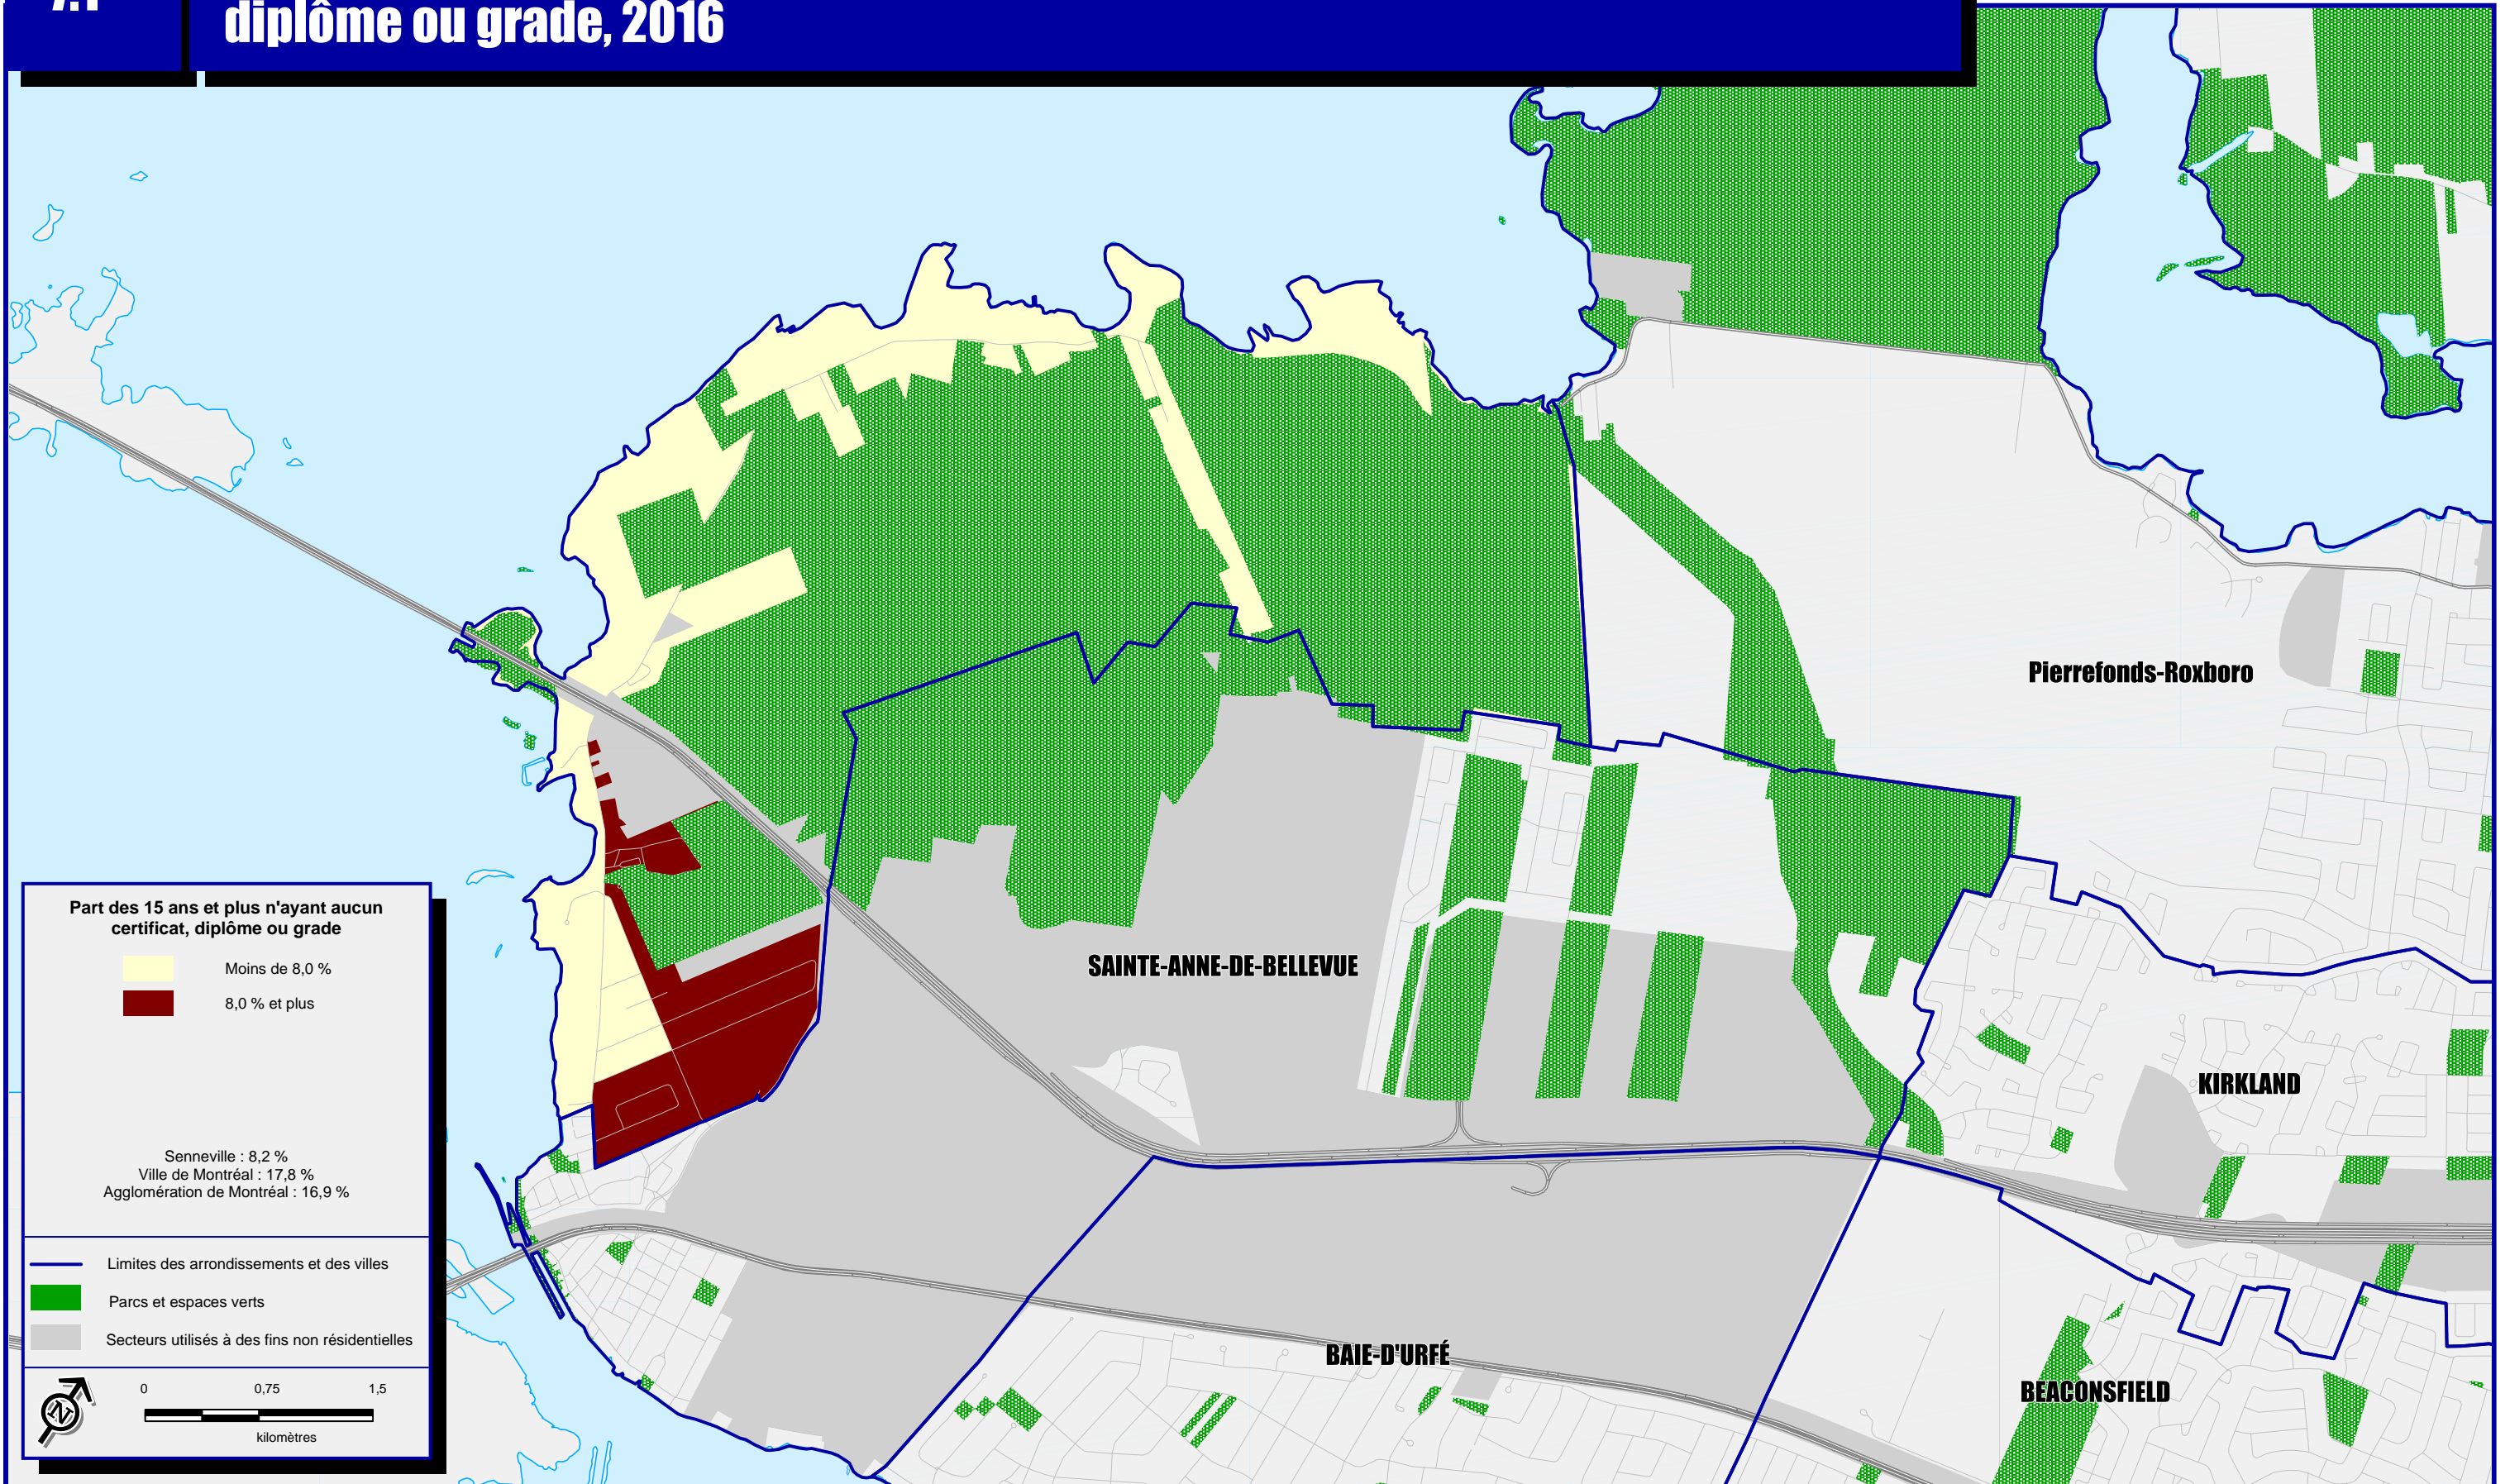 diplôme ou grade, 2016
Pierrefonds-Roxboro
SAINTE-ANNE-DE-BELLEVUE
KIRKLAND
BAIE-D'URFÉ
BEACONSFIELD
Part des 15 ans et plus n'ayant aucun
certificat, diplôme ou grade
Moins de 8,0 %
8,0 % et plus
Senneville : 8,2 %
Ville de Montréal : 17,8 %
Agglomération de Montréal : 16,9 %
Limites des arrondissements et des villes
Parcs et espaces verts
Secteurs utilisés à des fins non résidentielles
N
0 0,75 1,5
kilomètres